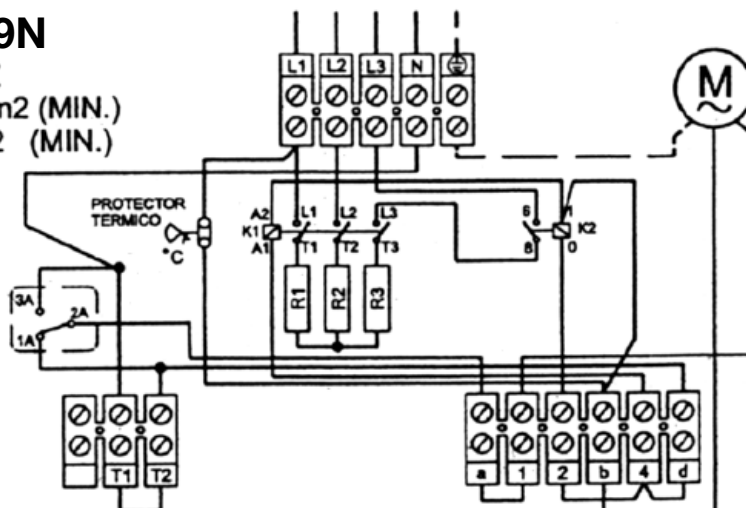 9N
n2 (MIN.)
2 (MIN.)
L1 L2 L3 N
M
PROTECTOR
TERMICO
°C
A2
K1
A1
L1 L2 L3
T1 T2 T3
6
8
1
K2
0
R1 R2 R3
3A
2A
1A
T1 T2
a 1 2 b 4 d